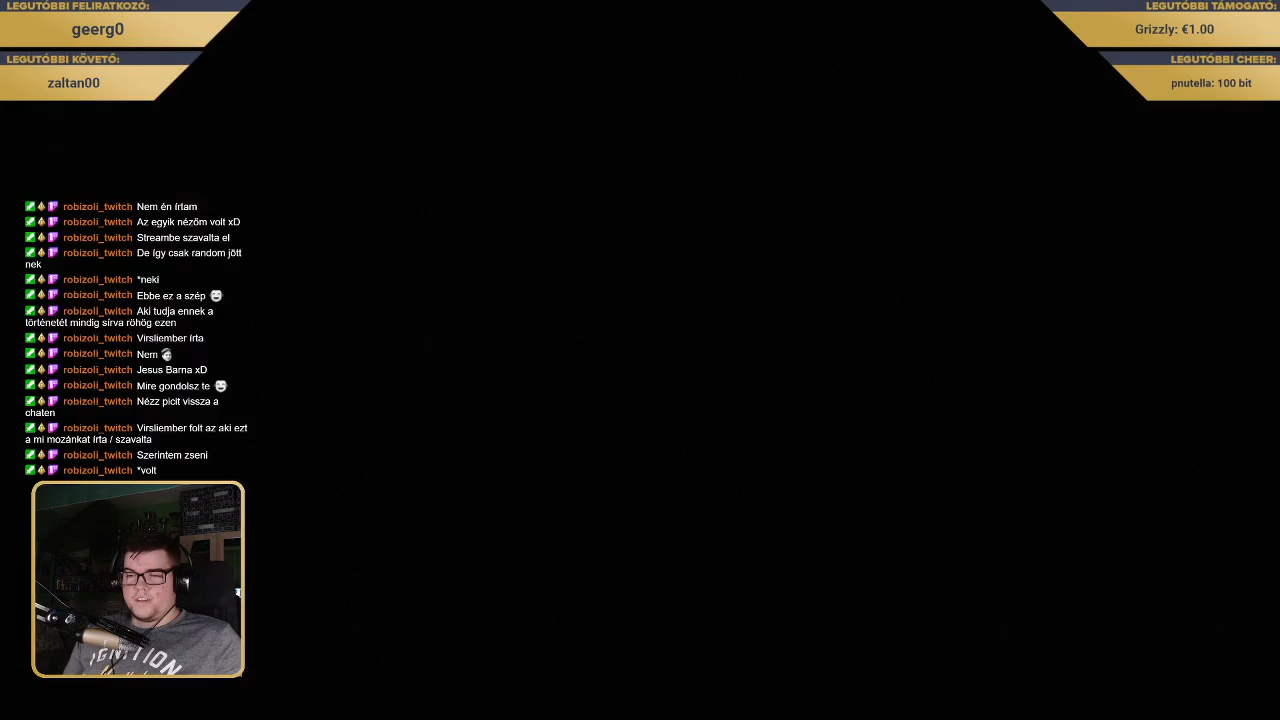 LEGUTÓBBI FELIRATKOZÓ:
geerg0
LEGUTÓBBI KÖVETŐ:
zaltan00
LEGUTÓBBI TÁMOGATÓ:
Grizzly: €1.00
LEGUTÓBBI CHEER:
pnutella: 100 bit
robizoli_twitch Nem én írtam
robizoli_twitch Az egyik nézőm volt xD
robizoli_twitch Streambe szavalta el
robizoli_twitch De így csak random jött
nek
robizoli_twitch *neki
robizoli_twitch Ebbe ez a szép
robizoli_twitch Aki tudja ennek a
történetét mindig sírva röhög ezen
robizoli_twitch Virsliember írta
robizoli_twitch Nem
robizoli_twitch Jesus Barna xD
robizoli_twitch Mire gondolsz te
robizoli_twitch Nézz picit vissza a
chaten
robizoli_twitch Virsliember folt az aki ezt
a mi mozánkat írta / szavalta
robizoli_twitch Szerintem zseni
robizoli_twitch *volt
IGNITION